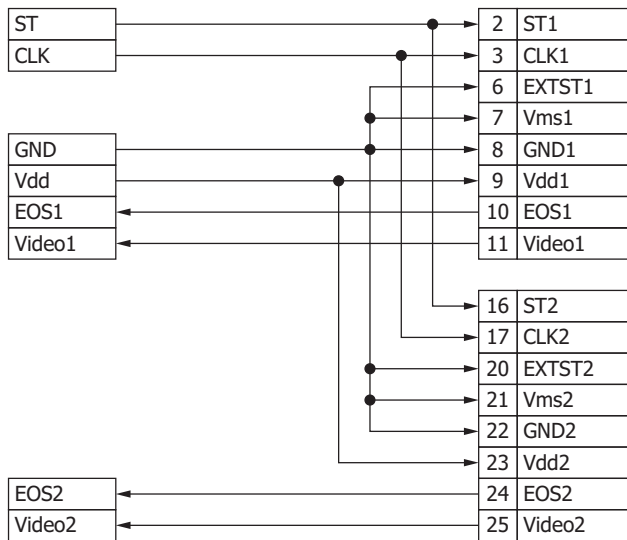 ST 2 ST1
CLK 3 CLK1
6 EXTST1
7 Vms1
GND 8 GND1
Vdd 9 Vdd1
EOS1 10 EOS1
Video1 11 Video1
16 ST2
17 CLK2
20 EXTST2
21 Vms2
22 GND2
23 Vdd2
EOS2 24 EOS2
Video2 25 Video2